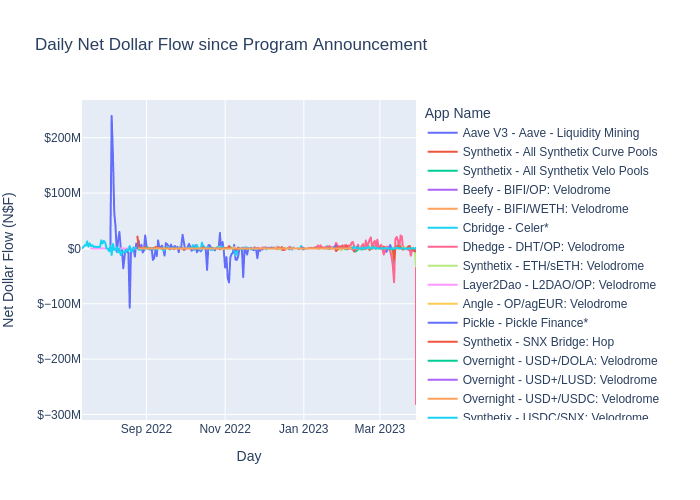 Daily Net Dollar Flow since Program Announcement
App Name
Aave V3 - Aave - Liquidity Mining
Synthetix - All Synthetix Curve Pools
Synthetix - All Synthetix Velo Pools
Beefy - BIFI/OP: Velodrome
Beefy - BIFI/WETH: Velodrome
Cbridge - Celer*
Dhedge - DHT/OP: Velodrome
Synthetix - ETH/sETH: Velodrome
Layer2Dao - L2DAO/OP: Velodrome
Angle - OP/agEUR: Velodrome
Pickle - Pickle Finance*
Synthetix - SNX Bridge: Hop
Overnight - USD+/DOLA: Velodrome
Overnight - USD+/LUSD: Velodrome
Overnight - USD+/USDC: Velodrome
Synthetix - USDC/SNX: Velodrome
Net Dollar Flow (N$F)
$200M
$100M
$0
$−100M
$−200M
$−300M
Sep 2022
Nov 2022
Jan 2023
Mar 2023
Day